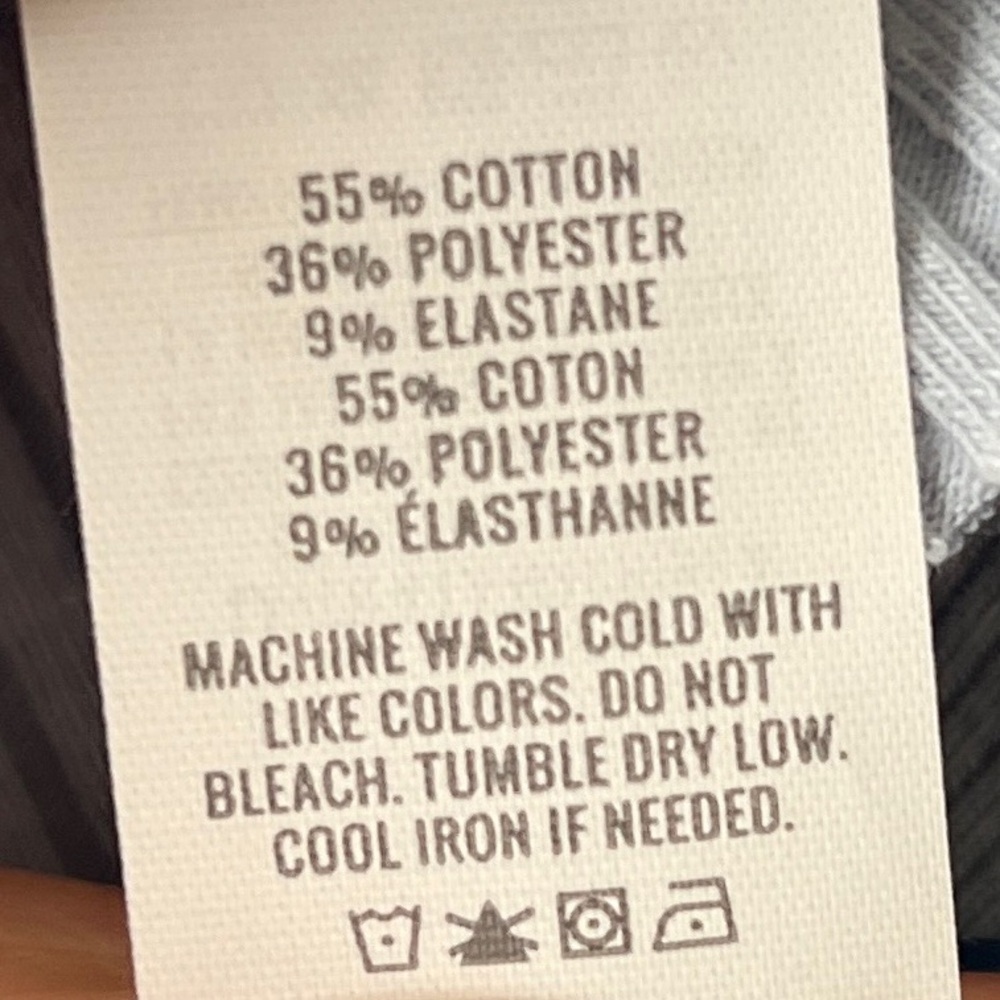 55% COTTON
36% POLYESTER
9% ELASTANE
55% COTON
36% POLYESTER
9% ÉLASTHANNE
MACHINE WASH COLD WITH
LIKE COLORS. DO NOT
BLEACH. TUMBLE DRY LOW.
COOL IRON IF NEEDED.